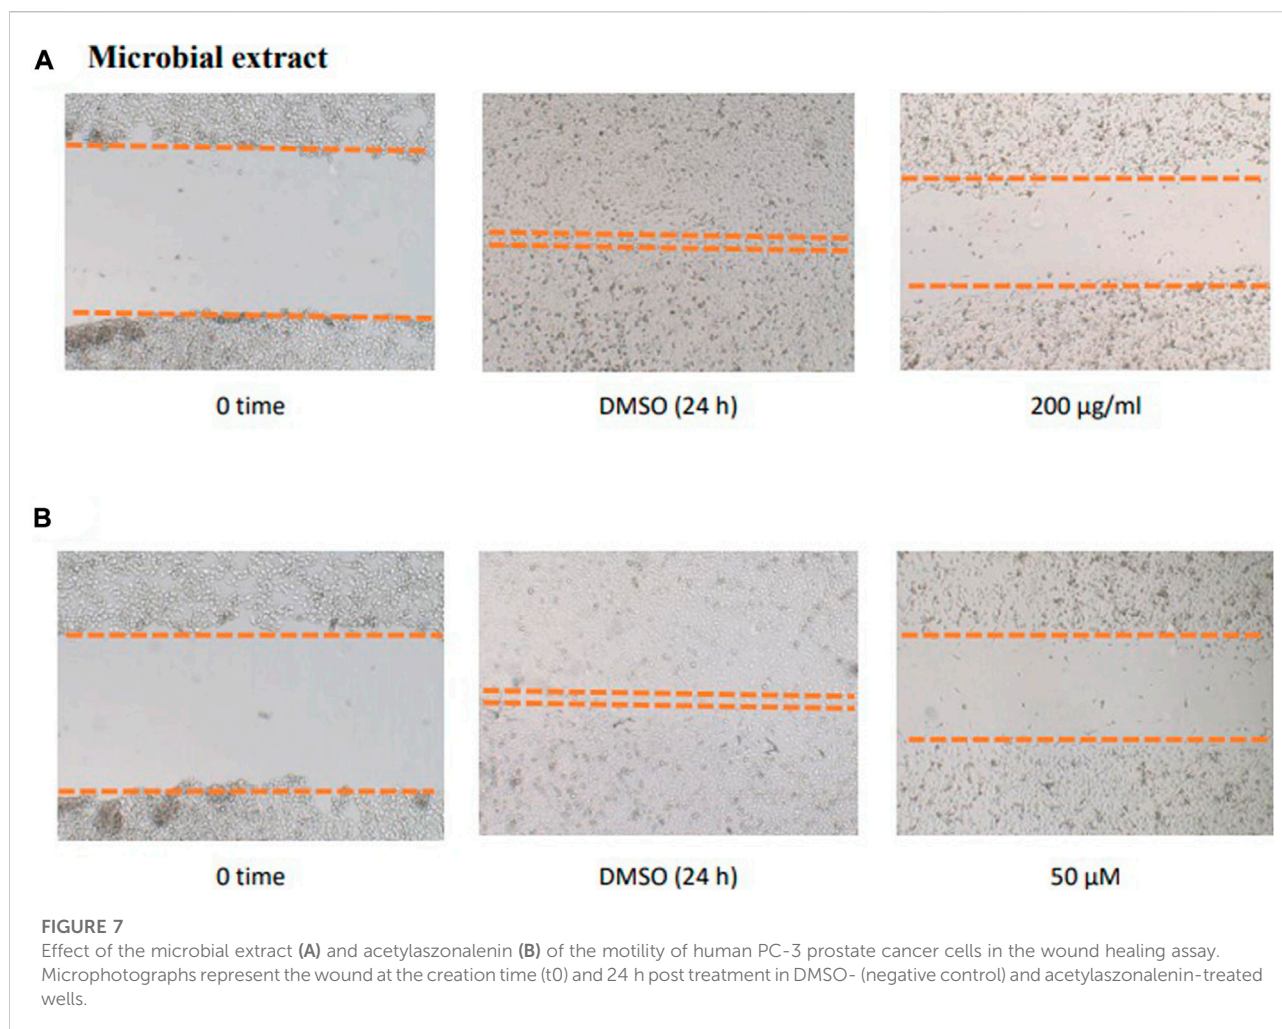 A Microbial extract
0 time DMSO (24 h) 200 µg/ml
B
0 time DMSO (24 h) 50 µM
FIGURE 7
Effect of the microbial extract (A) and acetylaszonalenin (B) of the motility of human PC-3 prostate cancer cells in the wound healing assay.
Microphotographs represent the wound at the creation time (t0) and 24 h post treatment in DMSO- (negative control) and acetylaszonalenin-treated
wells.